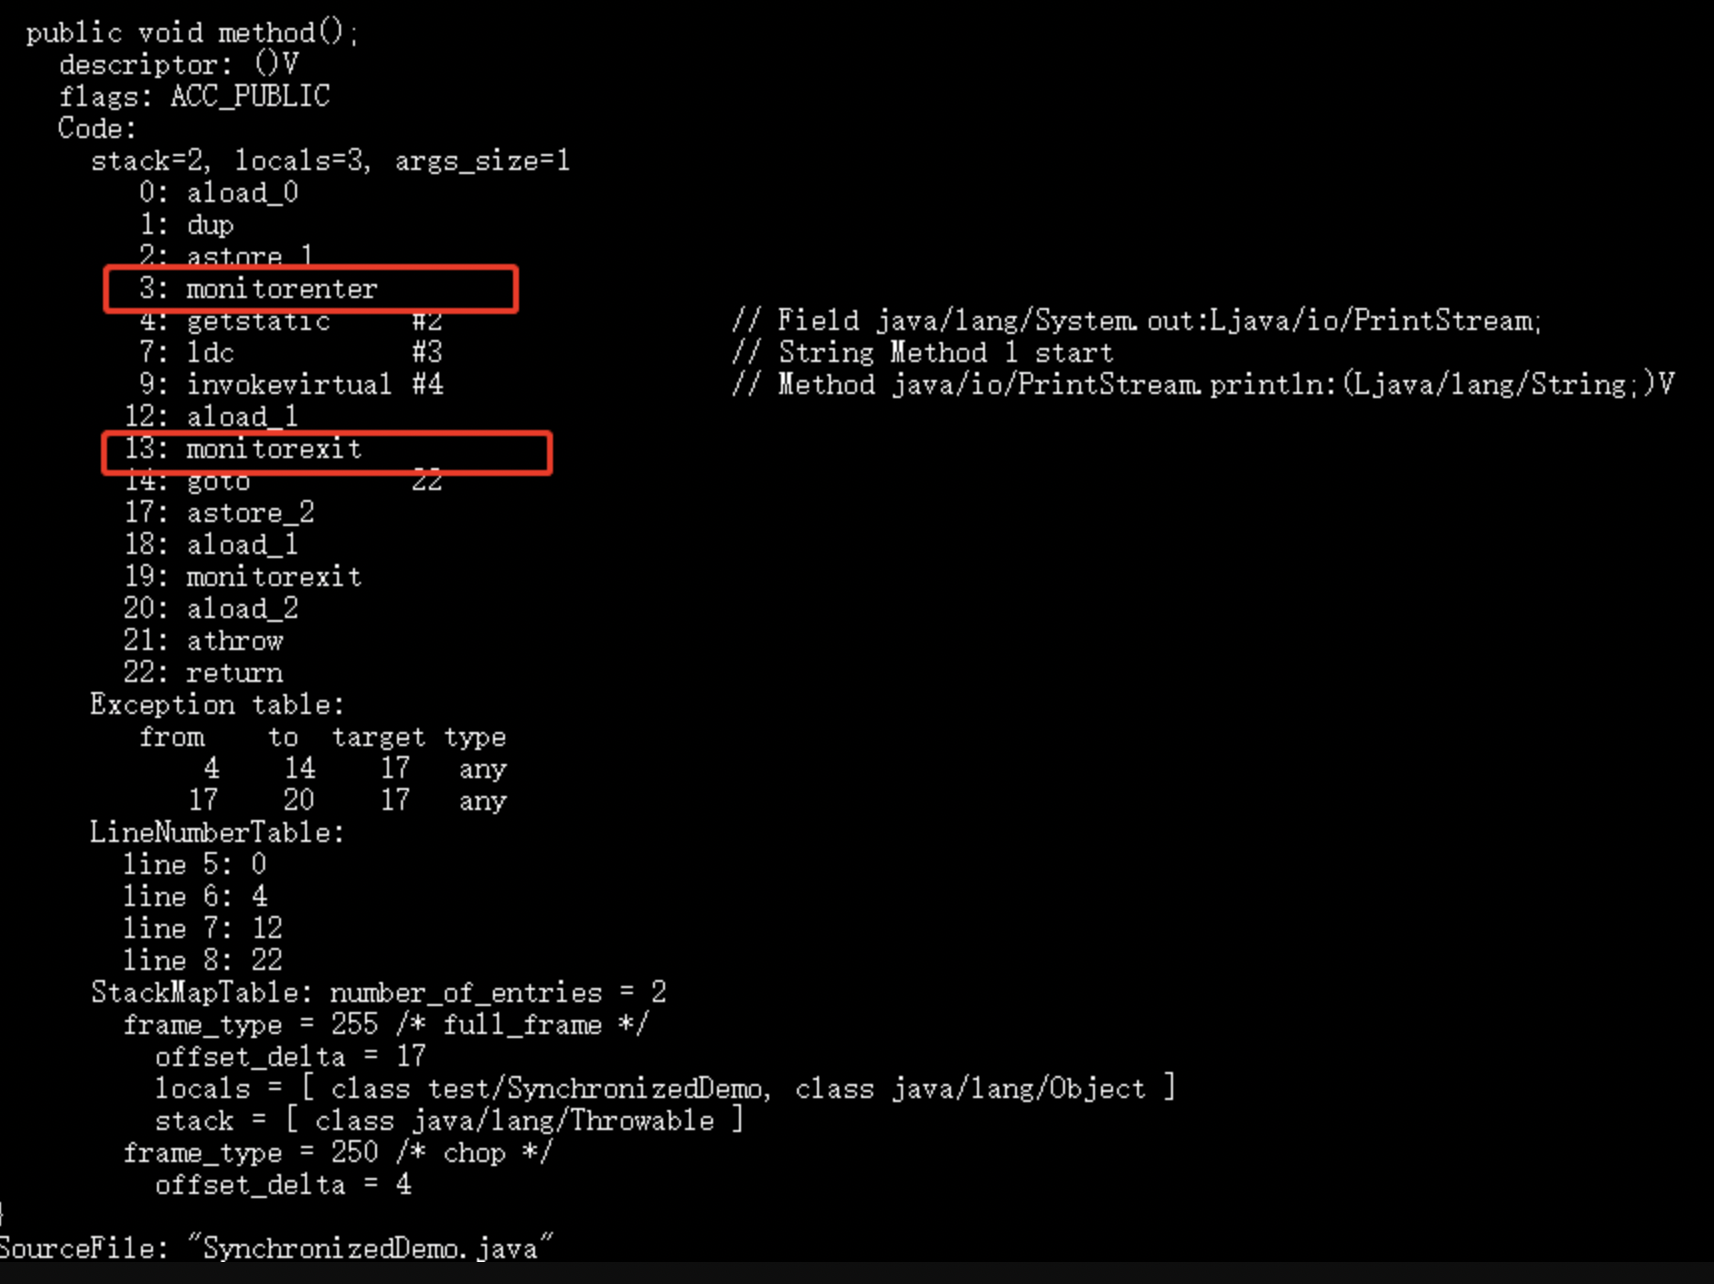 public void method();
descriptor: ()V
flags: ACC_PUBLIC
Code:
stack=2, locals=3, args_size=1
0: aload_0
1: dup
2: astore_1
3: monitorenter
4: getstatic #2 // Field java/lang/System.out:Ljava/io/PrintStream;
7: ldc #3 // String Method 1 start
9: invokevirtual #4 // Method java/io/PrintStream.println:(Ljava/lang/String;)V
12: aload_1
13: monitorexit
14: goto 22
17: astore_2
18: aload_1
19: monitorexit
20: aload_2
21: athrow
22: return
Exception table:
from to target type
4 14 17 any
17 20 17 any
LineNumberTable:
line 5: 0
line 6: 4
line 7: 12
line 8: 22
StackMapTable: number_of_entries = 2
frame_type = 255 /* full_frame */
offset_delta = 17
locals = [ class test/SynchronizedDemo, class java/lang/Object ]
stack = [ class java/lang/Throwable ]
frame_type = 250 /* chop */
offset_delta = 4
}
SourceFile: "SynchronizedDemo.java"